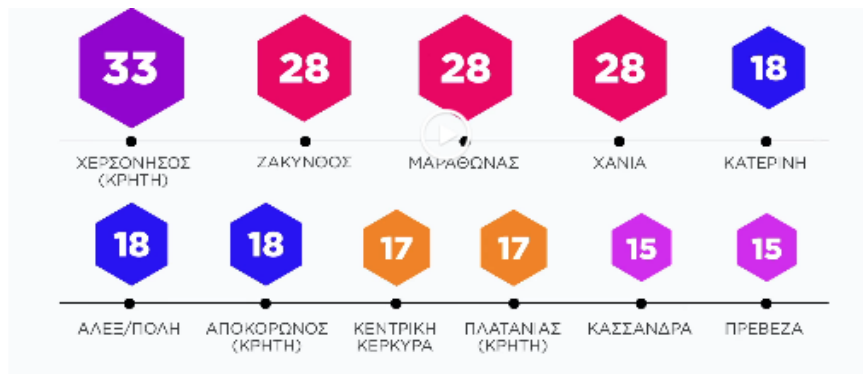 33 28 28 28 18
ΧΕΡΣΟΝΗΣΟΣ ΖΑΚΥΝΘΟΣ ΜΑΡΑΘΩΝΑΣ ΧΑΝΙΑ ΚΑΤΕΡΙΝΗ
(ΚΡΗΤΗ)
18 18 17 17 15 15
ΑΛΕΞ/ΠΟΛΗ ΑΠΟΚΟΡΩΝΟΣ ΚΕΝΤΡΙΚΗ ΠΛΑΤΑΝΙΑΣ ΚΑΣΣΑΝΔΡΑ ΠΡΕΒΕΖΑ
(ΚΡΗΤΗ) ΚΕΡΚΥΡΑ (ΚΡΗΤΗ)